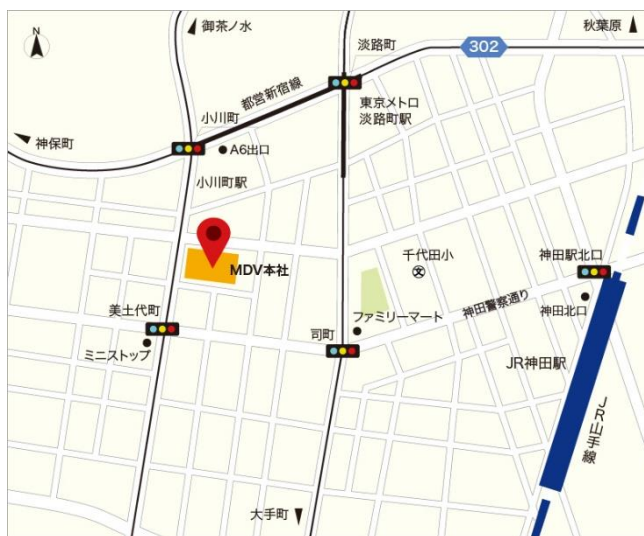 御茶ノ水
秋葉原
N
淡路町
302
都営新宿線
小川町
東京メトロ
淡路町駅
神保町
A6出口
小川町駅
千代田小
文
神田駅北口
MDV本社
美土代町
神田警察通り
神田北口
ファミリーマート
司町
ミニストップ
JR神田駅
JR山手線
大手町